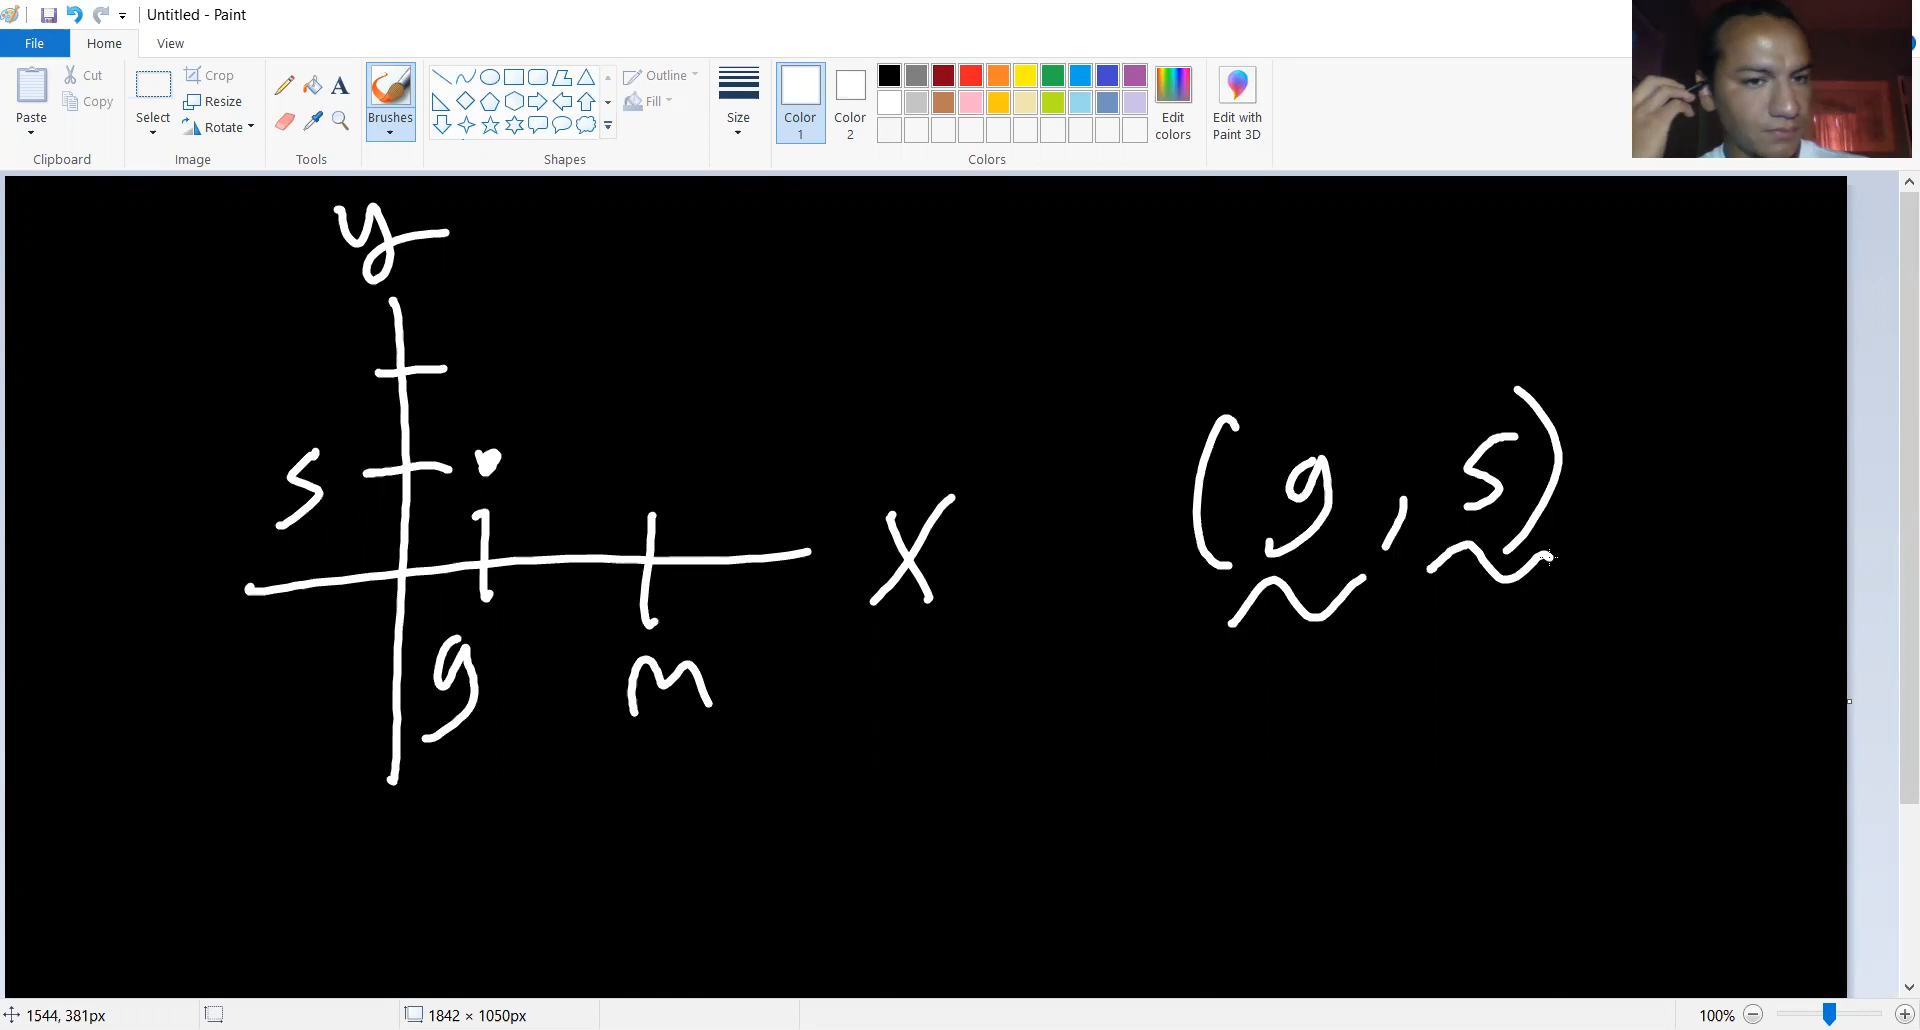 Untitled - Paint
File Home View
Paste Cut Copy Clipboard
Select Crop Resize Rotate Image
Tools
Brushes
Shapes Outline Fill
Size
Color 1 Color 2 Edit colors Edit with Paint 3D Colors
y
s
x
g m
(g, s)
1544, 381px 1842 × 1050px 100%